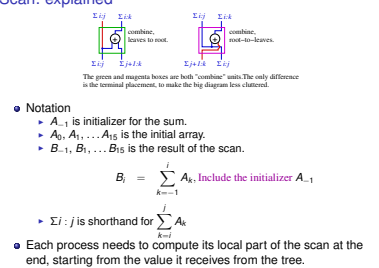 Scan: explained
Σi:j Σi:k Σi:j Σi:k
+ combine, leaves to root. + combine, root−to−leaves.
Σi:j Σj+1:k Σj+1:k Σi:j
The green and magenta boxes are both "combine" units.The only difference
is the terminal placement, to make the big diagram less cluttered.
Notation
A₋₁ is initializer for the sum.
A₀, A₁, . . . A₁₅ is the initial array.
B₋₁, B₁, . . . B₁₅ is the result of the scan.
Bᵢ = ∑ᵢₖ₌₋₁ Aₖ, Include the initializer A₋₁
Σi : j is shorthand for ∑ʲₖ₌ᵢ Aₖ
Each process needs to compute its local part of the scan at the
end, starting from the value it receives from the tree.